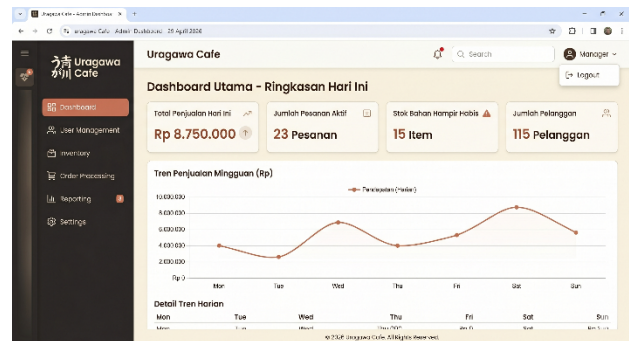 Uragawa Cafe - Admin Dashboard
Uragawa Cafe - Admin Dashboard - 29 April 2026
Uragawa
Cafe
Dashboard
User Management
Inventory
Order Processing
Reporting
Settings
Uragawa Cafe
Search
Manager
Logout
Dashboard Utama - Ringkasan Hari Ini
Total Penjualan Hari Ini
Rp 8.750.000
Jumlah Pesanan Aktif
23 Pesanan
Stok Bahan Hampir Habis
15 Item
Jumlah Pelanggan
115 Pelanggan
Tren Penjualan Mingguan (Rp)
Pendapatan (Harian)
10.000.000
8.000.000
6.000.000
4.000.000
2.000.000
Rp 0
Mon Tue Wed Thu Fri Sat Sun
Detail Tren Harian
Mon Tue Wed Thu Fri Sat Sun
© 2026 Uragawa Cafe. All Rights Reserved.